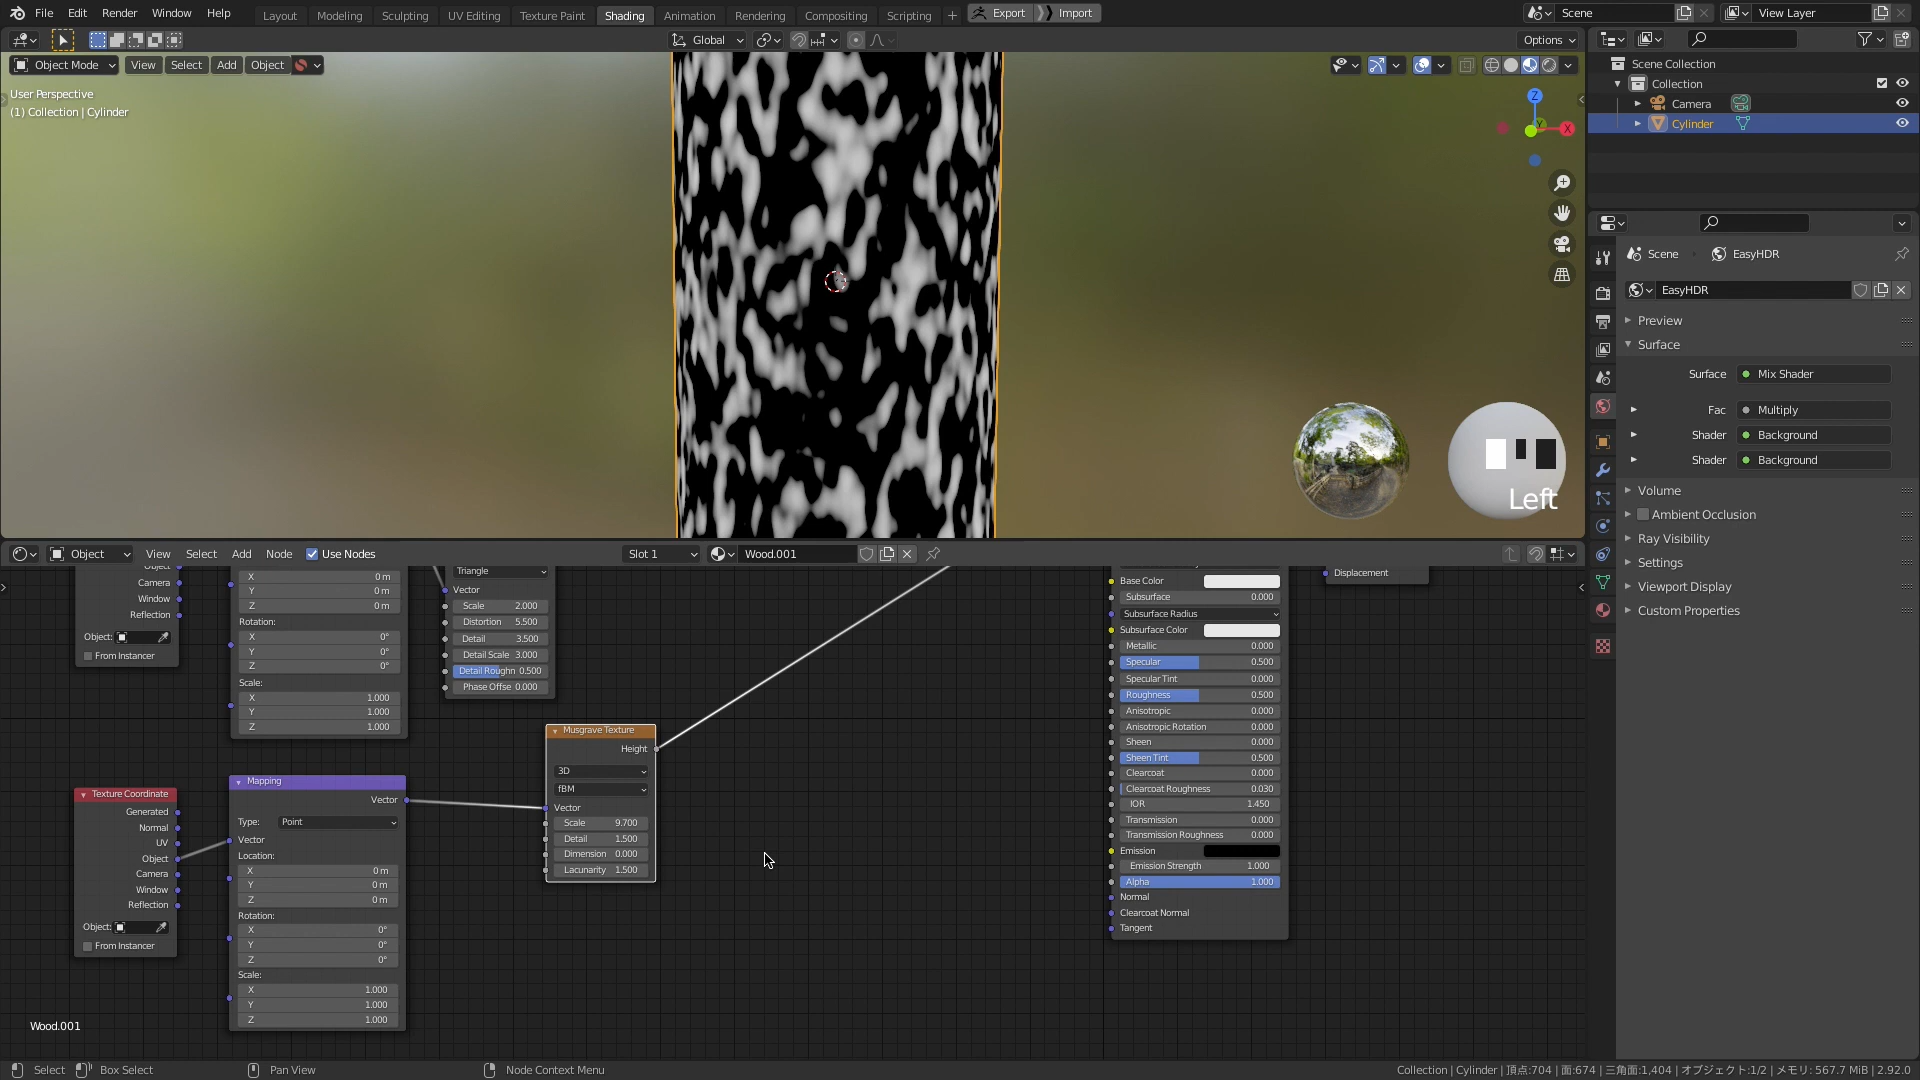 File Edit Render Window Help Layout Modeling Sculpting UV Editing Texture Paint Shading Animation Rendering Compositing Scripting + Export Import Scene View Layer
Global Options
Object Mode View Select Add Object
User Perspective
(1) Collection | Cylinder
Z
Y
X
Left
Scene Collection
Collection
Camera
Cylinder
Scene EasyHDR
EasyHDR
Preview
Surface
Surface Mix Shader
Fac Multiply
Shader Background
Shader Background
Volume
Ambient Occlusion
Ray Visibility
Settings
Viewport Display
Custom Properties
Object View Select Add Node Use Nodes Slot 1 Wood.001
Object
Camera
Window
Reflection
Object:
From Instancer
X 0 m
Y 0 m
Z 0 m
Rotation:
X 0°
Y 0°
Z 0°
Scale:
X 1.000
Y 1.000
Z 1.000
Triangle
Vector
Scale 2.000
Distortion 5.500
Detail 3.500
Detail Scale 3.000
Detail Roughn 0.500
Phase Offse 0.000
Musgrave Texture
Height
3D
fBM
Vector
Scale 9.700
Detail 1.500
Dimension 0.000
Lacunarity 1.500
Texture Coordinate
Generated
Normal
UV
Object
Camera
Window
Reflection
Object:
From Instancer
Mapping
Vector
Type: Point
Vector
Location:
X 0 m
Y 0 m
Z 0 m
Rotation:
X 0°
Y 0°
Z 0°
Scale:
X 1.000
Y 1.000
Z 1.000
Base Color
Subsurface 0.000
Subsurface Radius
Subsurface Color
Metallic 0.000
Specular 0.500
Specular Tint 0.000
Roughness 0.500
Anisotropic 0.000
Anisotropic Rotation 0.000
Sheen 0.000
Sheen Tint 0.500
Clearcoat 0.000
Clearcoat Roughness 0.030
IOR 1.450
Transmission 0.000
Transmission Roughness 0.000
Emission
Emission Strength 1.000
Alpha 1.000
Normal
Clearcoat Normal
Tangent
Displacement
Wood.001
Select Box Select Pan View Node Context Menu Collection | Cylinder | 頂点:704 | 面:674 | 三角面:1,404 | オブジェクト:1/2 | メモリ: 567.7 MiB | 2.92.0